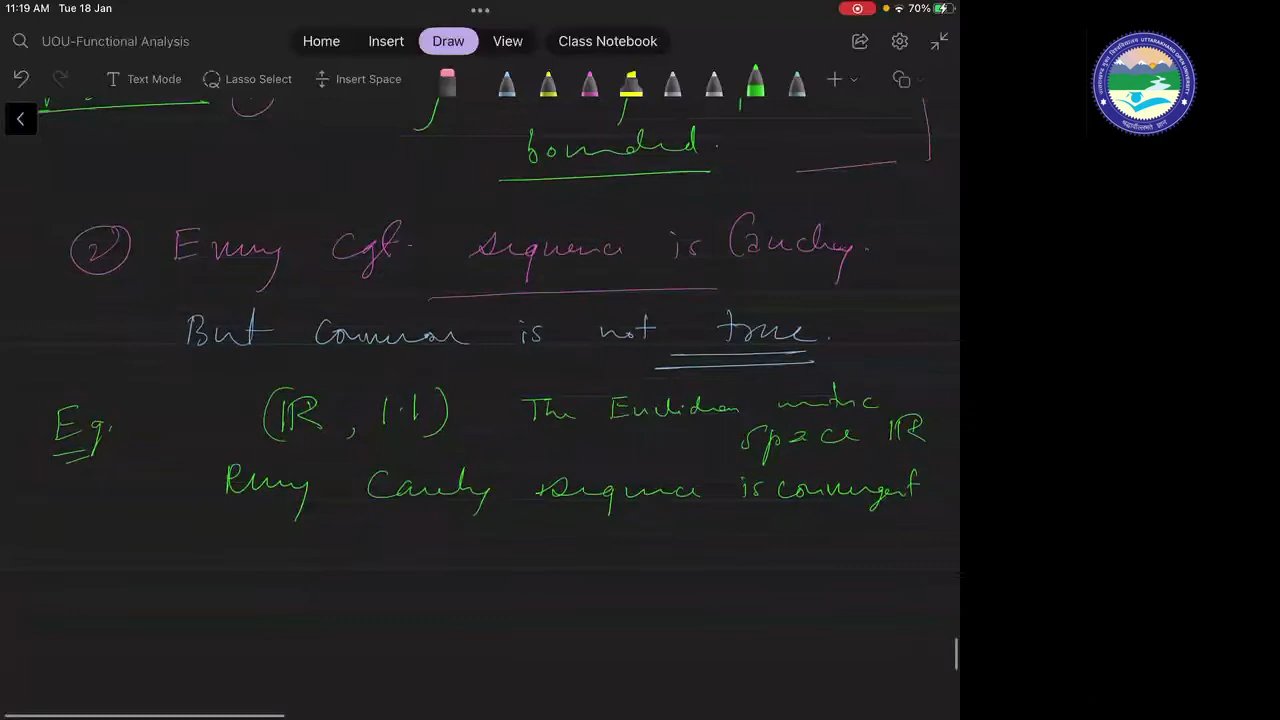 11:19 AM Tue 18 Jan
70%
UOU-Functional Analysis
Home Insert Draw View Class Notebook
Text Mode Lasso Select Insert Space
bounded.
② Every cgt. sequence is Cauchy.
But converse is not true.
Eg. (ℝ, |·|) The Euclidean metric
space ℝ
Every Cauchy sequence is convergent